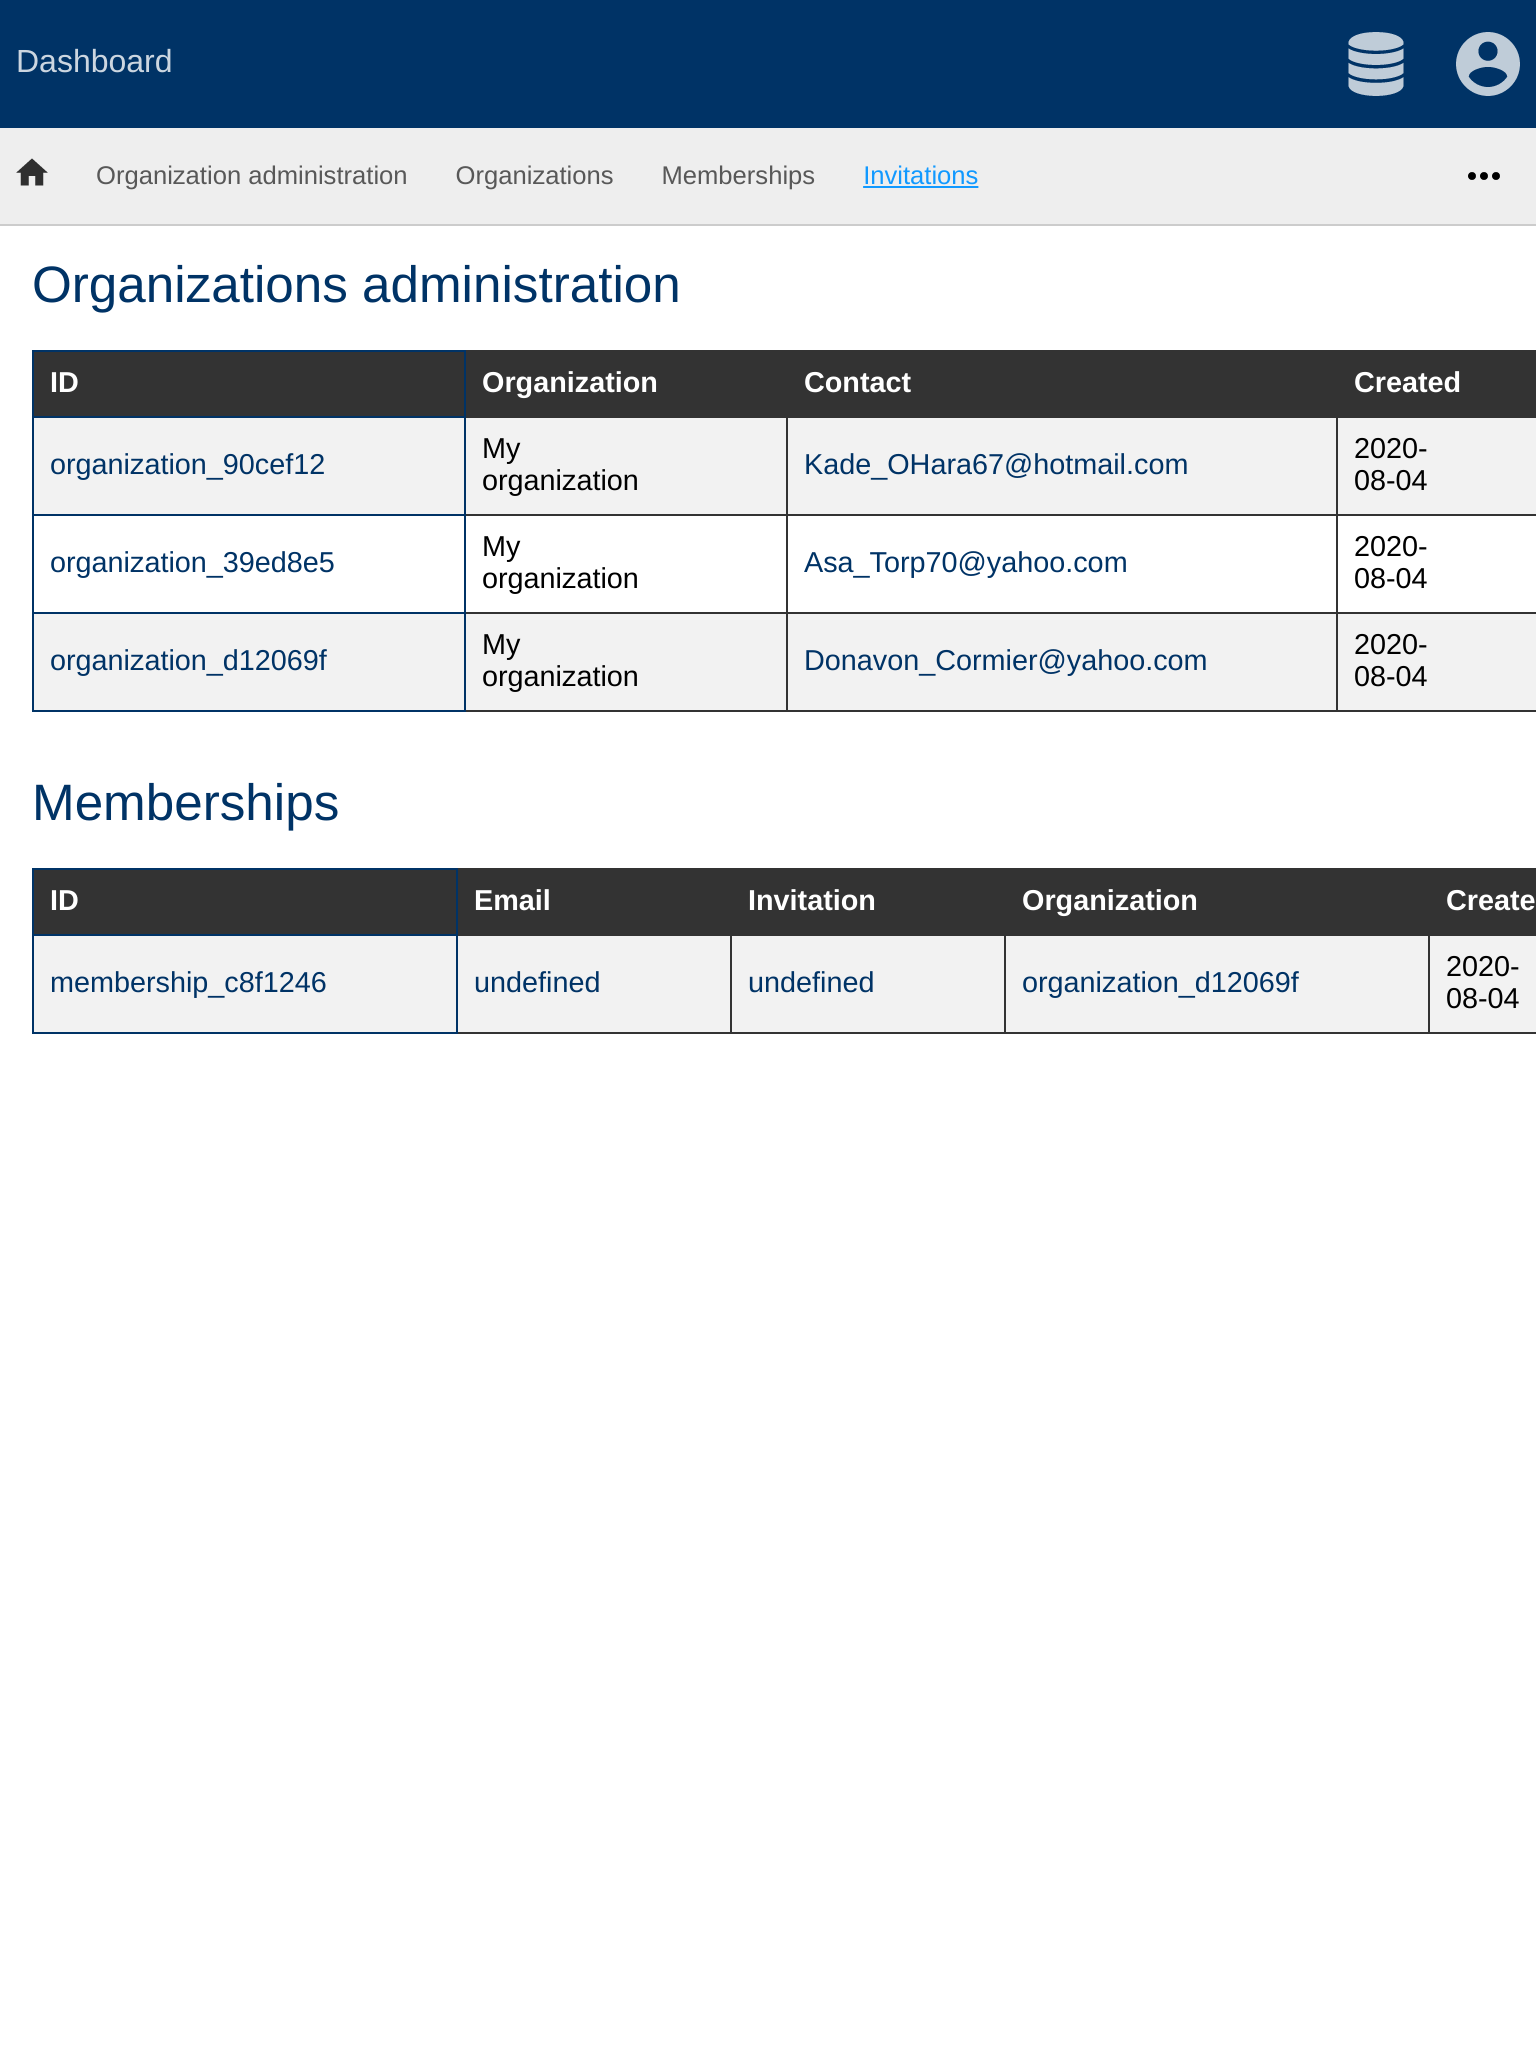 Dashboard
Organization administration Organizations Memberships Invitations
Organizations administration
ID Organization Contact Created
organization_90cef12 My organization Kade_OHara67@hotmail.com 2020-08-04
organization_39ed8e5 My organization Asa_Torp70@yahoo.com 2020-08-04
organization_d12069f My organization Donavon_Cormier@yahoo.com 2020-08-04
Memberships
ID Email Invitation Organization Create
membership_c8f1246 undefined undefined organization_d12069f 2020-08-04